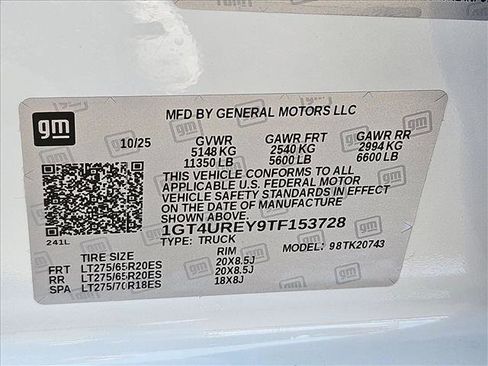 gm
MFD BY GENERAL MOTORS LLC
10/25 GVWR GAWR FRT GAWR RR
5148 KG 2540 KG 2994 KG
11350 LB 5600 LB 6600 LB
THIS VEHICLE CONFORMS TO ALL
APPLICABLE U.S. FEDERAL MOTOR
VEHICLE SAFETY STANDARDS IN EFFECT
ON THE DATE OF MANUFACTURE
SHOWN ABOVE.
1GT4UREY9TF153728
241L TYPE: TRUCK MODEL: 98TK20743
TIRE SIZE RIM
FRT LT275/65R20ES 20X8.5J
RR LT275/65R20ES 20X8.5J
SPA LT275/70R18ES 18X8J